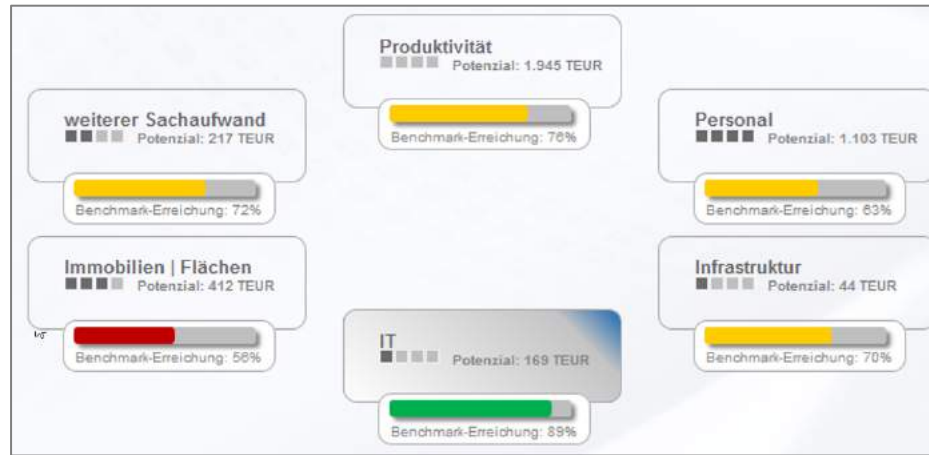 Produktivität
Potenzial: 1.945 TEUR
Benchmark-Erreichung: 76%
weiterer Sachaufwand
Potenzial: 217 TEUR
Benchmark-Erreichung: 72%
Personal
Potenzial: 1.103 TEUR
Benchmark-Erreichung: 63%
Immobilien | Flächen
Potenzial: 412 TEUR
Benchmark-Erreichung: 56%
Infrastruktur
Potenzial: 44 TEUR
Benchmark-Erreichung: 70%
IT
Potenzial: 169 TEUR
Benchmark-Erreichung: 89%